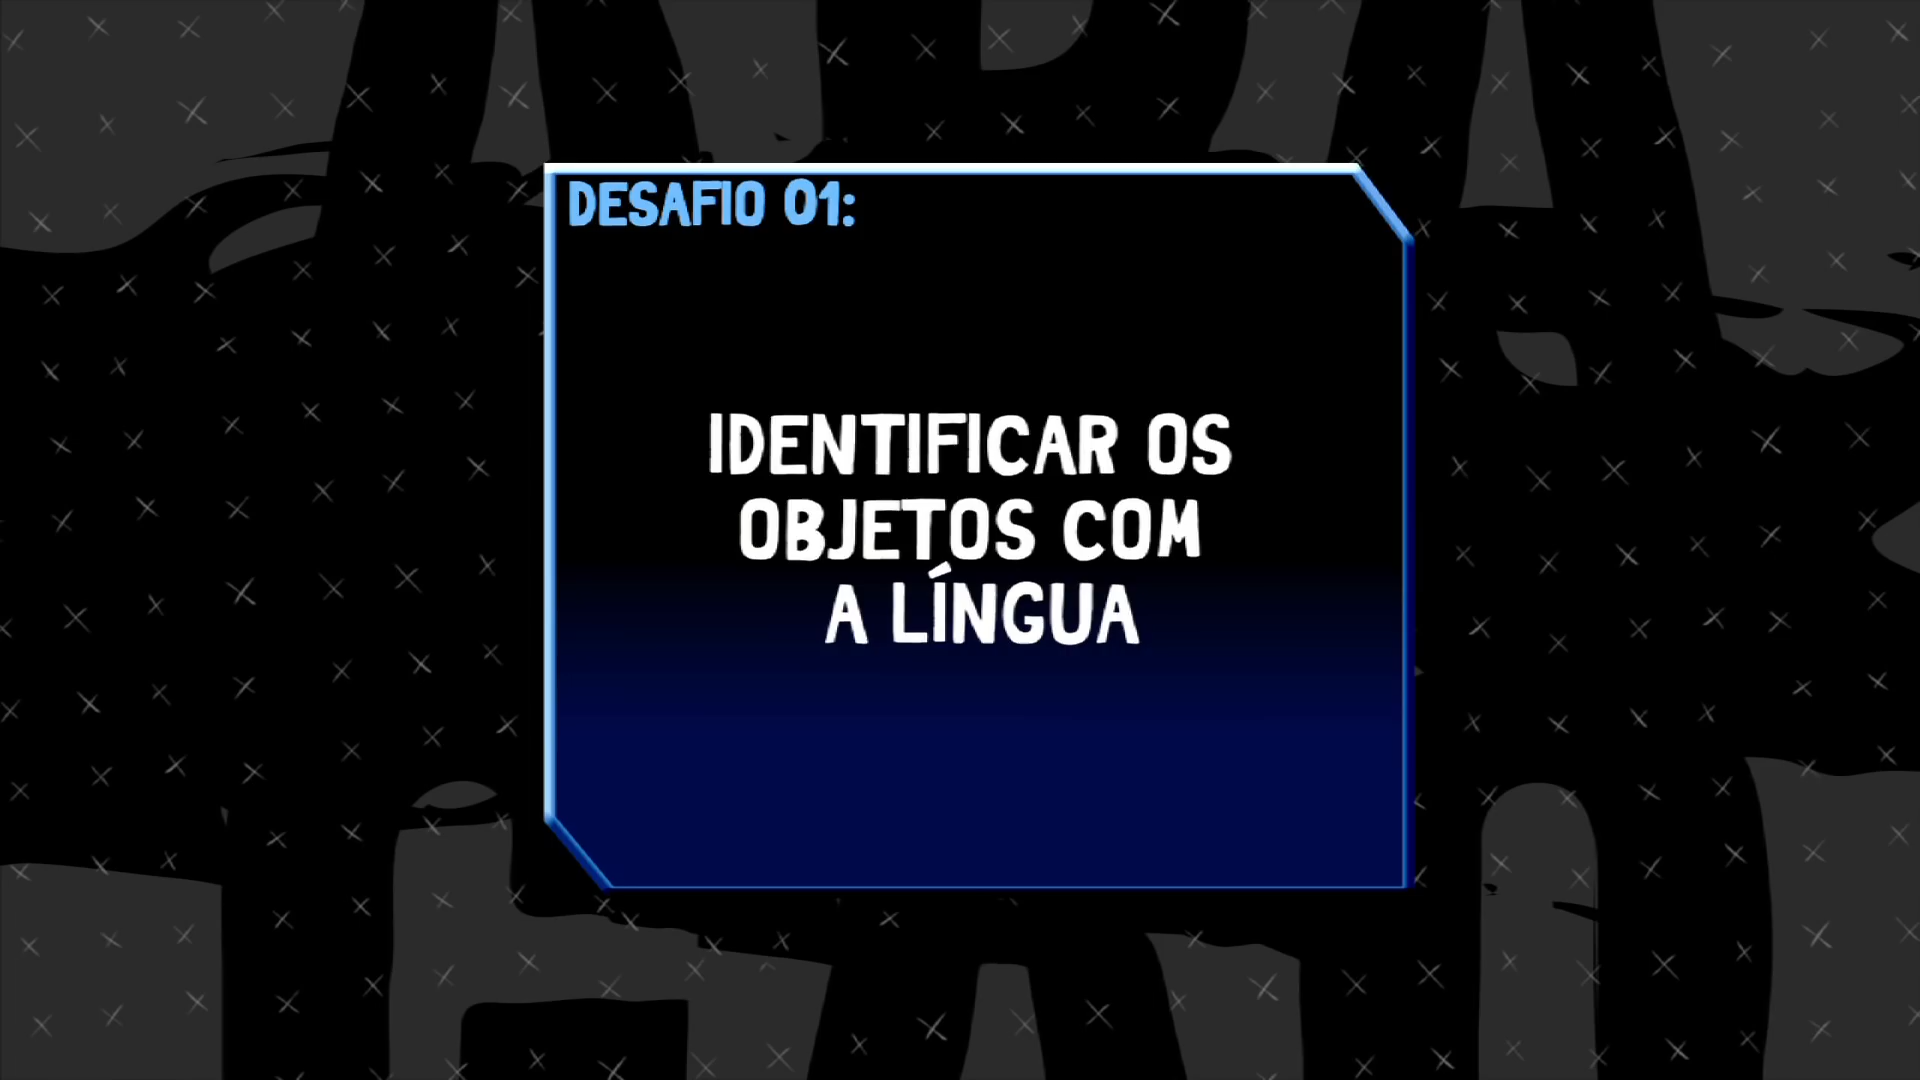 DESAFIO 01:
IDENTIFICAR OS
OBJETOS COM
A LÍNGUA